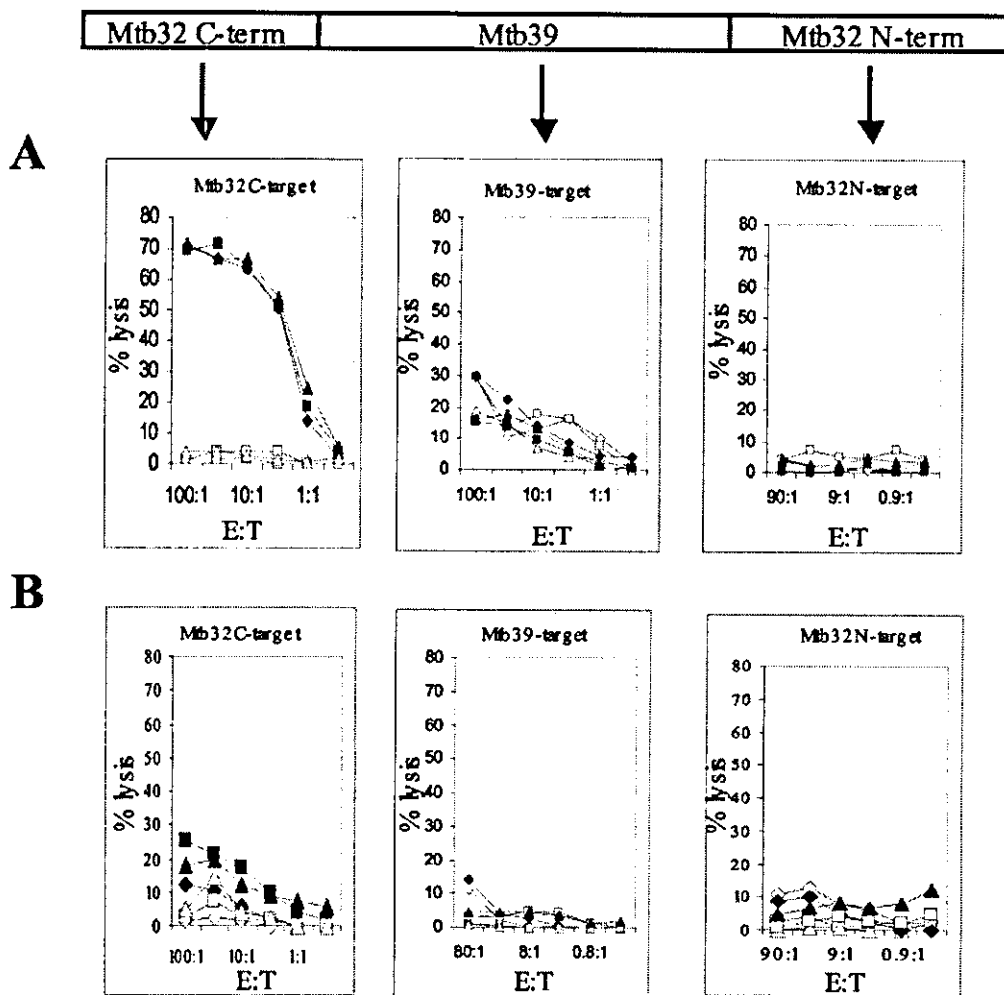 Mtb32 C-term Mtb39 Mtb32 N-term
A
Mtb32C-target
80
70
60
50
40
30
20
10
0
% lysis
100:1 10:1 1:1
E:T
Mtb39-target
80
70
60
50
40
30
20
10
0
% lysis
100:1 10:1 1:1
E:T
Mtb32N-target
80
70
60
50
40
30
20
10
0
% lysis
90:1 9:1 0.9:1
E:T
B
Mtb32C-target
80
70
60
50
40
30
20
10
0
% lysis
100:1 10:1 1:1
E:T
Mtb39-target
80
70
60
50
40
30
20
10
0
% lysis
80:1 8:1 0.8:1
E:T
Mtb32N-target
80
70
60
50
40
30
20
10
0
% lysis
90:1 9:1 0.9:1
E:T